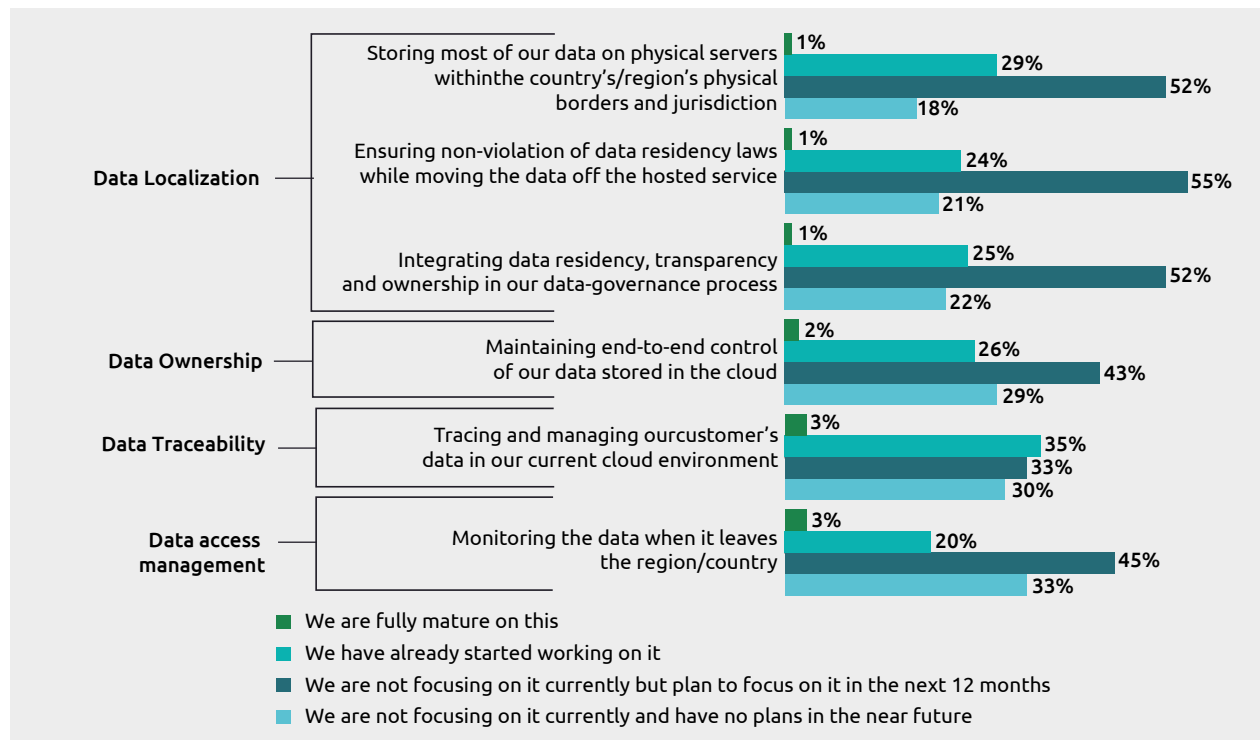 Data Localization
Storing most of our data on physical servers
withinthe country's/region's physical
borders and jurisdiction
1%
29%
52%
18%
Ensuring non-violation of data residency laws
while moving the data off the hosted service
1%
24%
55%
21%
Integrating data residency, transparency
and ownership in our data-governance process
1%
25%
52%
22%
Data Ownership
Maintaining end-to-end control
of our data stored in the cloud
2%
26%
43%
29%
Data Traceability
Tracing and managing ourcustomer's
data in our current cloud environment
3%
35%
33%
30%
Data access
management
Monitoring the data when it leaves
the region/country
3%
20%
45%
33%
We are fully mature on this
We have already started working on it
We are not focusing on it currently but plan to focus on it in the next 12 months
We are not focusing on it currently and have no plans in the near future